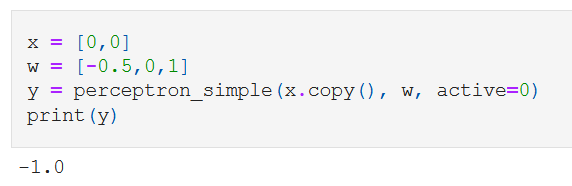 x = [0,0]
w = [-0.5,0,1]
y = perceptron_simple(x.copy(), w, active=0)
print(y)
-1.0